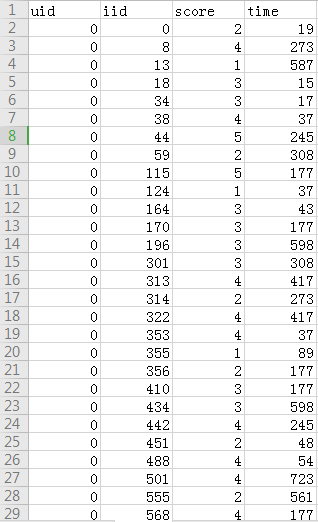 1 uid iid score time
2 0 0 2 19
3 0 8 4 273
4 0 13 1 587
5 0 18 3 15
6 0 34 3 17
7 0 38 4 37
8 0 44 5 245
9 0 59 2 308
10 0 115 5 177
11 0 124 1 37
12 0 164 3 43
13 0 170 3 177
14 0 196 3 598
15 0 301 3 308
16 0 313 4 417
17 0 314 2 273
18 0 322 4 417
19 0 353 4 37
20 0 355 1 89
21 0 356 2 177
22 0 410 3 177
23 0 434 3 598
24 0 442 4 245
25 0 451 2 48
26 0 488 4 54
27 0 501 4 723
28 0 555 2 561
29 0 568 4 177